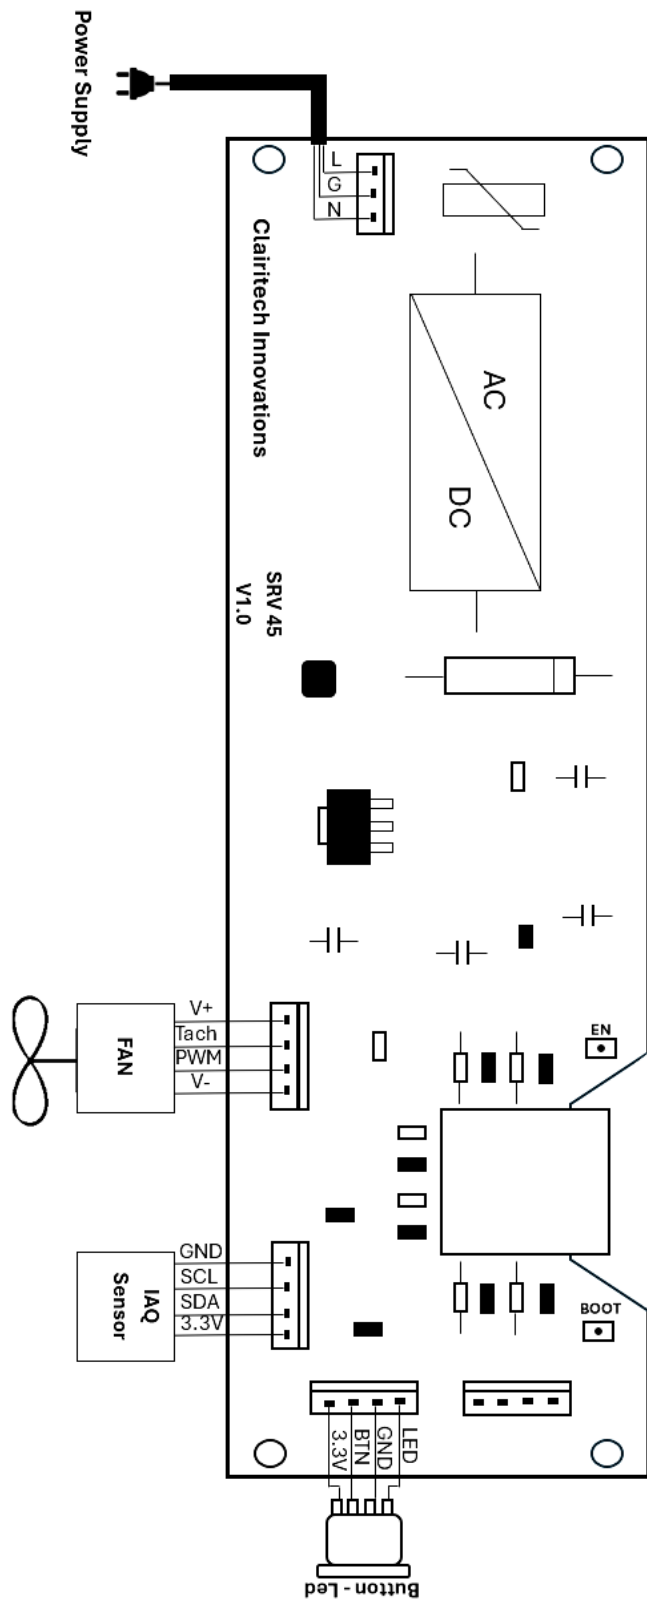 Power Supply
L
G
N
Clairitech Innovations
AC
DC
SRV 45
V1.0
V+
Tach
PWM
V-
FAN
EN
GND
SCL
SDA
3.3V
IAQ
Sensor
BOOT
LED
GND
BTN
3.3V
Button - Led